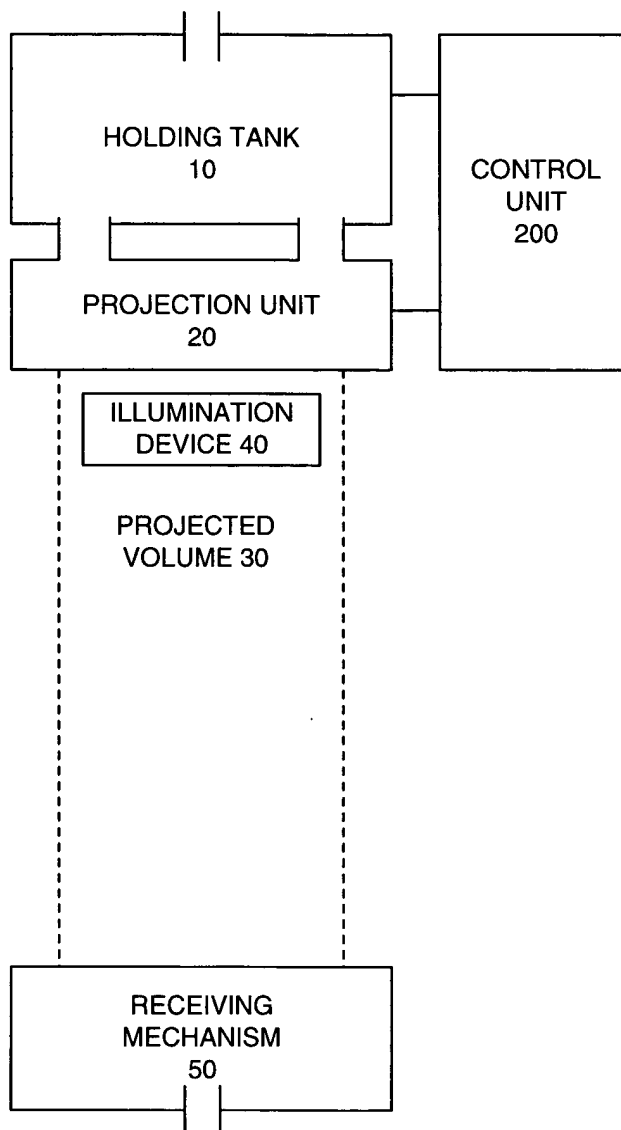 HOLDING TANK
10
CONTROL
UNIT
200
PROJECTION UNIT
20
ILLUMINATION
DEVICE 40
PROJECTED
VOLUME 30
RECEIVING
MECHANISM
50